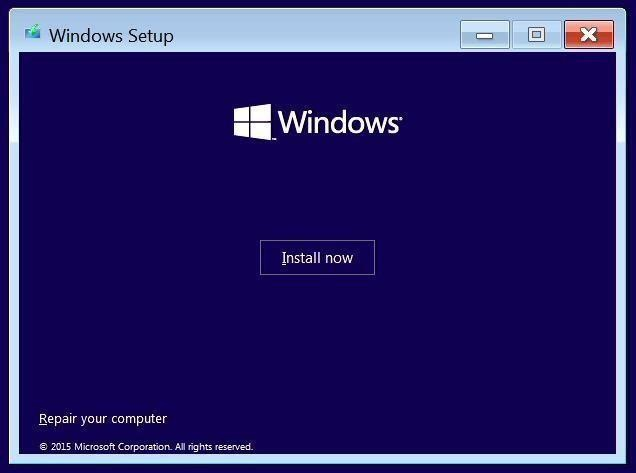 Windows Setup
Windows
Install now
Repair your computer
© 2015 Microsoft Corporation. All rights reserved.